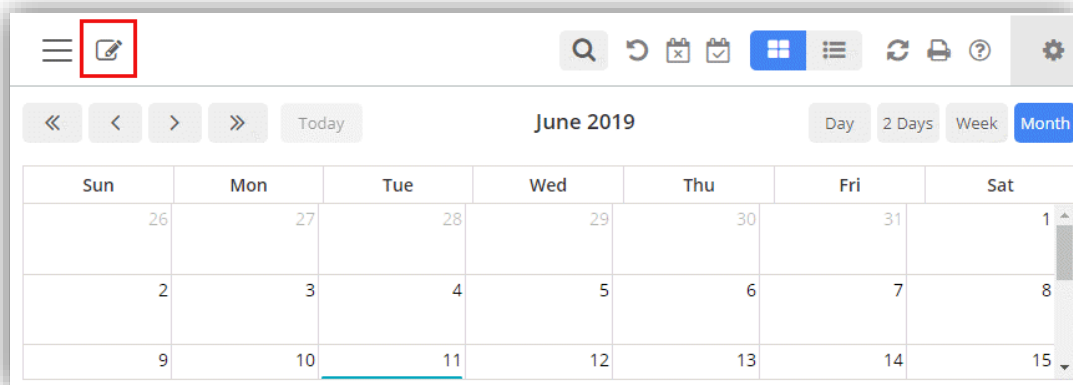 Today June 2019 Day 2 Days Week Month
Sun Mon Tue Wed Thu Fri Sat
26 27 28 29 30 31 1
2 3 4 5 6 7 8
9 10 11 12 13 14 15